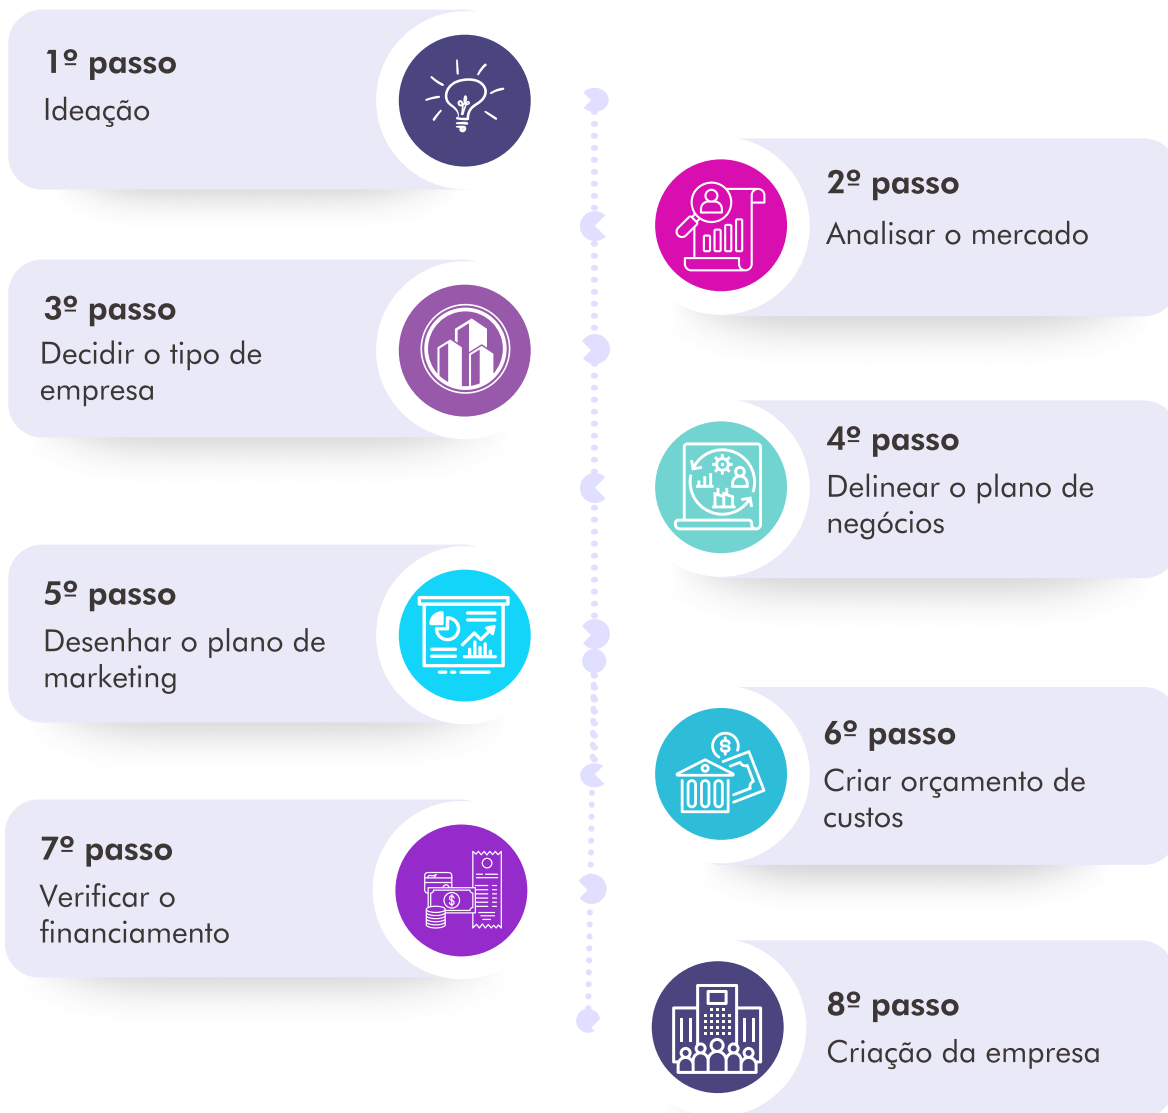 1º passo
Ideação
2º passo
Analisar o mercado
3º passo
Decidir o tipo de
empresa
4º passo
Delinear o plano de
negócios
5º passo
Desenhar o plano de
marketing
6º passo
Criar orçamento de
custos
7º passo
Verificar o
financiamento
8º passo
Criação da empresa